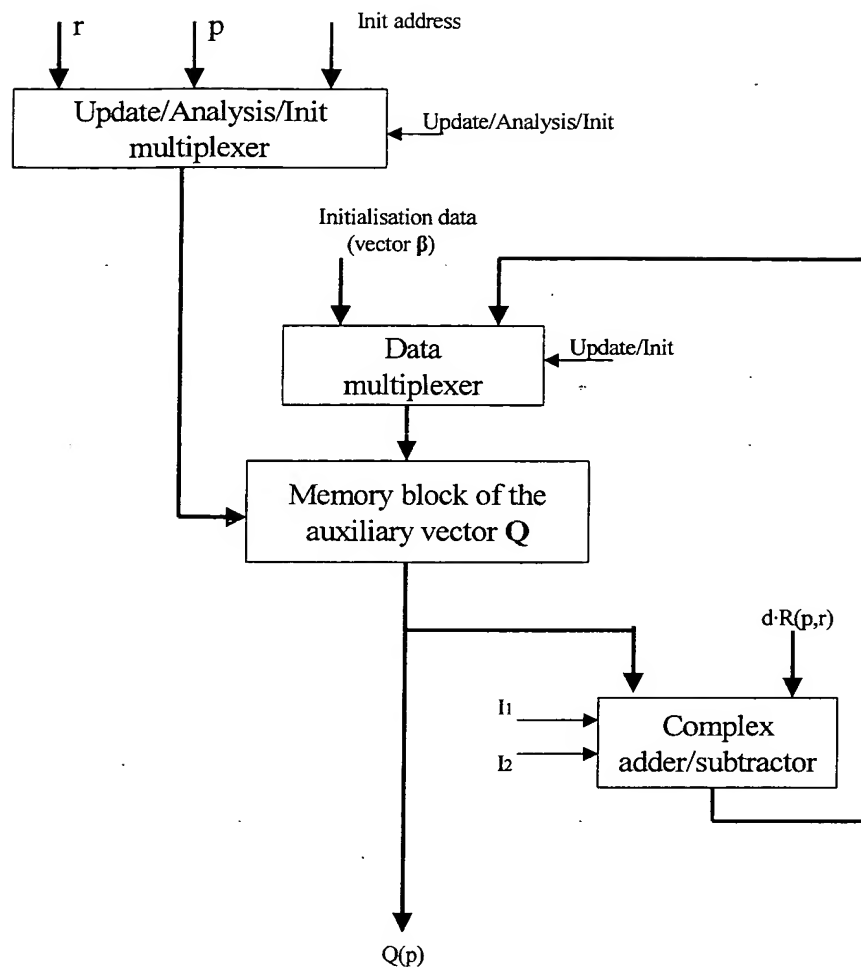 r
p
Init address
Update/Analysis/Init
multiplexer
Update/Analysis/Init
Initialisation data
(vector β)
Data
multiplexer
Update/Init
Memory block of the
auxiliary vector Q
d·R(p,r)
I1
I2
Complex
adder/subtractor
Q(p)